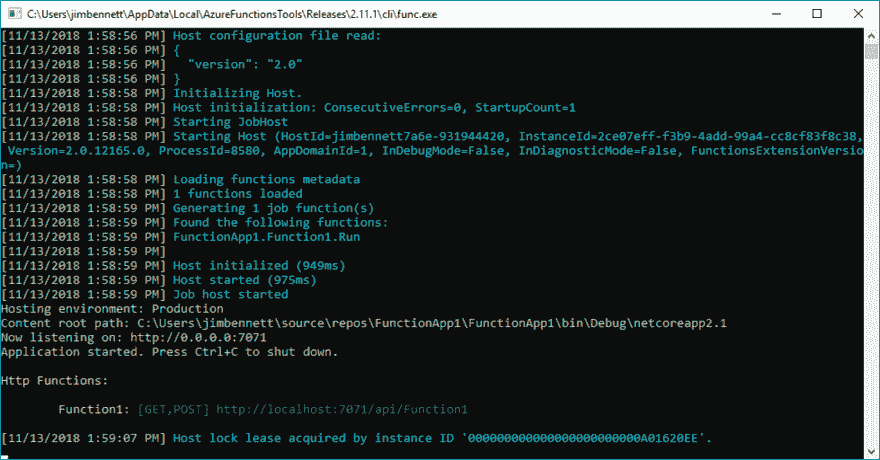 C:\Users\jimbennett\AppData\Local\AzureFunctionsTools\Releases\2.11.1\cli\func.exe
[11/13/2018 1:58:56 PM] Host configuration file read:
[11/13/2018 1:58:56 PM] {
[11/13/2018 1:58:56 PM]   "version": "2.0"
[11/13/2018 1:58:56 PM] }
[11/13/2018 1:58:58 PM] Initializing Host.
[11/13/2018 1:58:58 PM] Host initialization: ConsecutiveErrors=0, StartupCount=1
[11/13/2018 1:58:58 PM] Starting JobHost
[11/13/2018 1:58:58 PM] Starting Host (HostId=jimbennett7a6e-931944420, InstanceId=2ce07eff-f3b9-4add-99a4-cc8cf83f8c38,
 Version=2.0.12165.0, ProcessId=8580, AppDomainId=1, InDebugMode=False, InDiagnosticMode=False, FunctionsExtensionVersio
n=)
[11/13/2018 1:58:58 PM] Loading functions metadata
[11/13/2018 1:58:58 PM] 1 functions loaded
[11/13/2018 1:58:59 PM] Generating 1 job function(s)
[11/13/2018 1:58:59 PM] Found the following functions:
[11/13/2018 1:58:59 PM] FunctionApp1.Function1.Run
[11/13/2018 1:58:59 PM]
[11/13/2018 1:58:59 PM] Host initialized (949ms)
[11/13/2018 1:58:59 PM] Host started (975ms)
[11/13/2018 1:58:59 PM] Job host started
Hosting environment: Production
Content root path: C:\Users\jimbennett\source\repos\FunctionApp1\FunctionApp1\bin\Debug\netcoreapp2.1
Now listening on: http://0.0.0.0:7071
Application started. Press Ctrl+C to shut down.
Http Functions:
Function1: [GET,POST] http://localhost:7071/api/Function1
[11/13/2018 1:59:07 PM] Host lock lease acquired by instance ID '000000000000000000000000A01620EE'.